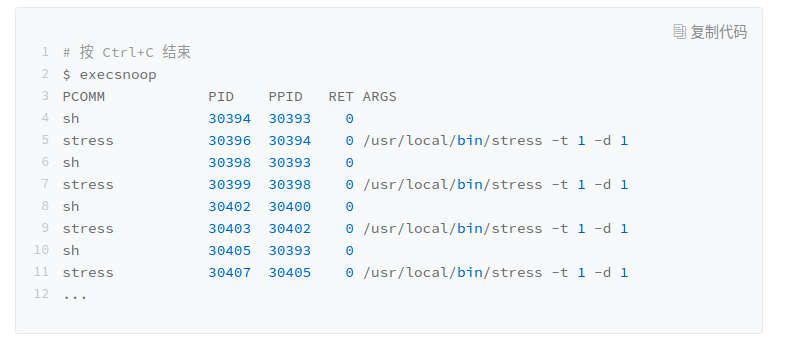 复制代码
1 # 按 Ctrl+C 结束
2 $ execsnoop
3 PCOMM            PID    PPID   RET ARGS
4 sh               30394  30393    0
5 stress           30396  30394    0 /usr/local/bin/stress -t 1 -d 1
6 sh               30398  30393    0
7 stress           30399  30398    0 /usr/local/bin/stress -t 1 -d 1
8 sh               30402  30400    0
9 stress           30403  30402    0 /usr/local/bin/stress -t 1 -d 1
10 sh               30405  30393    0
11 stress           30407  30405    0 /usr/local/bin/stress -t 1 -d 1
12 ...